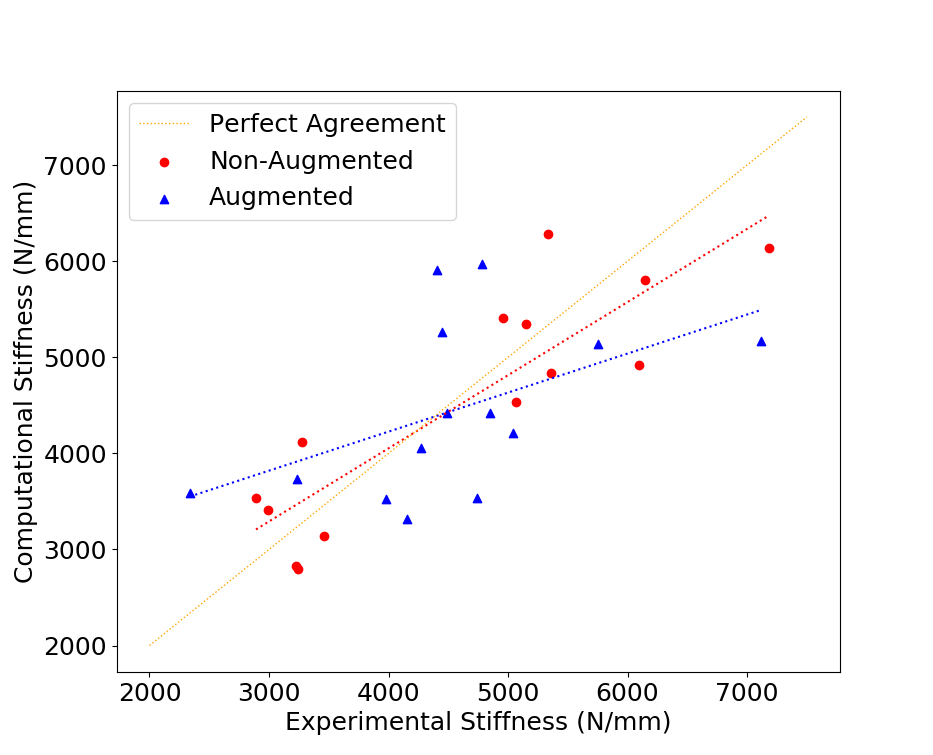 Perfect Agreement
Non-Augmented
Augmented
Computational Stiffness (N/mm)
7000
6000
5000
4000
3000
2000
2000 3000 4000 5000 6000 7000
Experimental Stiffness (N/mm)